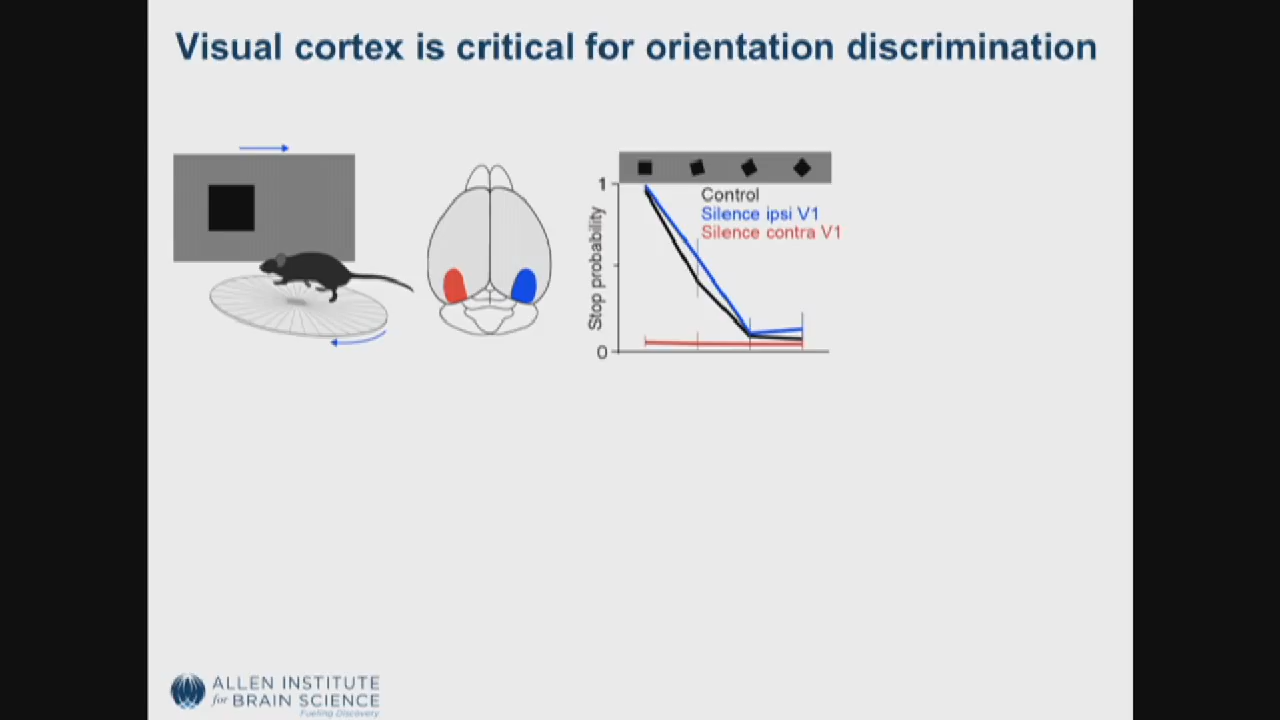 Visual cortex is critical for orientation discrimination
1
Control
Silence ipsi V1
Silence contra V1
Stop probability
0
ALLEN INSTITUTE
for BRAIN SCIENCE
Fueling Discovery